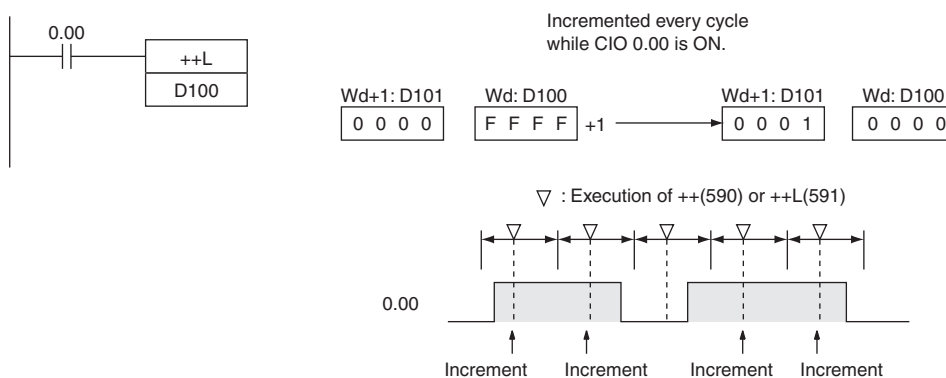 0.00
++L
D100
Incremented every cycle
while CIO 0.00 is ON.
Wd+1: D101 Wd: D100 Wd+1: D101 Wd: D100
0 0 0 0 F F F F +1 0 0 0 1 0 0 0 0
▽ : Execution of ++(590) or ++L(591)
0.00
Increment Increment Increment Increment